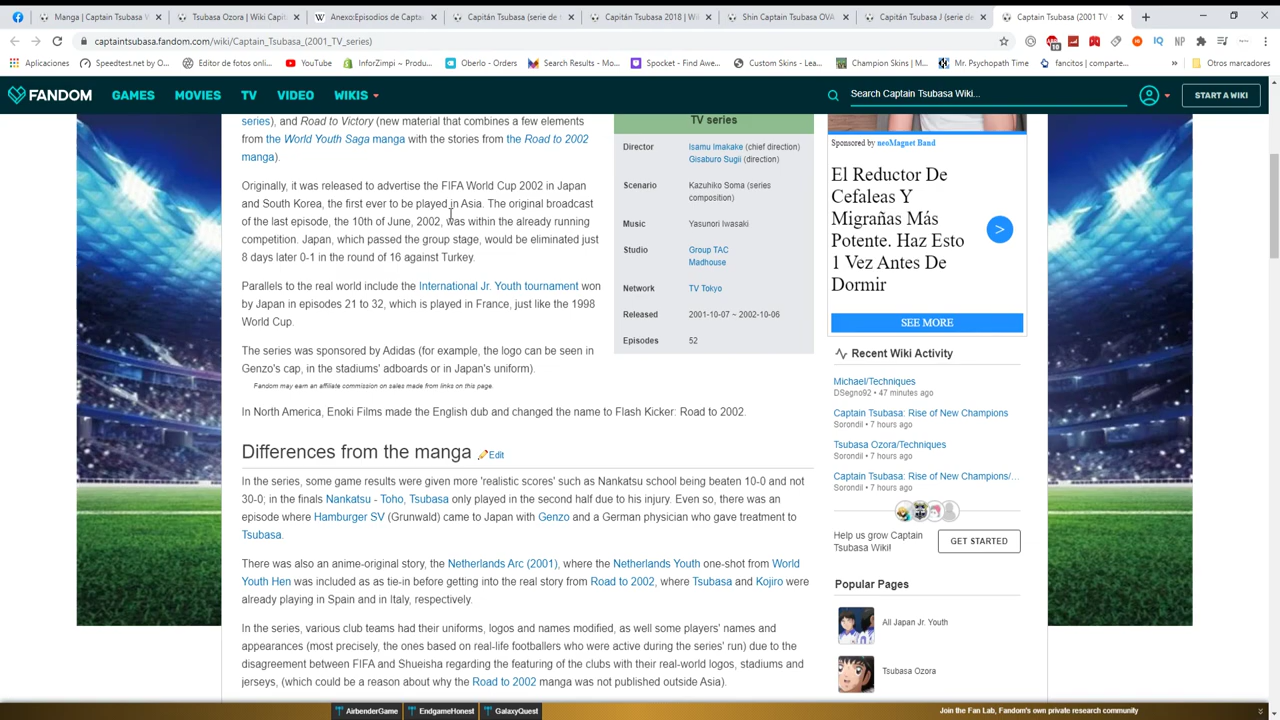 Manga | Captain Tsubasa W
Tsubasa Ozora | Wiki Capit
Anexo:Episodios de Capta
Capitán Tsubasa (serie de
Capitán Tsubasa 2018 | Wi
Shin Captain Tsubasa OVA
Capitán Tsubasa J (serie de
Captain Tsubasa (2001 TV
captaintsubasa.fandom.com/wiki/Captain_Tsubasa_(2001_TV_series)
Aplicaciones
Speedtest.net by O...
Editor de fotos onli...
YouTube
InforZimpi ~ Produ...
Oberlo - Orders
Search Results - Mo...
Spocket - Find Awe...
Custom Skins - Lea...
Champion Skins | M...
Mr. Psychopath Time
fancitos | comparte...
Otros marcadores
FANDOM
GAMES
MOVIES
TV
VIDEO
WIKIS
Search Captain Tsubasa Wiki...
START A WIKI
series), and Road to Victory (new material that combines a few elements
from the World Youth Saga manga with the stories from the Road to 2002
manga).
Originally, it was released to advertise the FIFA World Cup 2002 in Japan
and South Korea, the first ever to be played in Asia. The original broadcast
of the last episode, the 10th of June, 2002, was within the already running
competition. Japan, which passed the group stage, would be eliminated just
8 days later 0-1 in the round of 16 against Turkey.
Parallels to the real world include the International Jr. Youth tournament won
by Japan in episodes 21 to 32, which is played in France, just like the 1998
World Cup.
The series was sponsored by Adidas (for example, the logo can be seen in
Genzo's cap, in the stadiums' adboards or in Japan's uniform).
Fandom may earn an affiliate commission on sales made from links on this page.
In North America, Enoki Films made the English dub and changed the name to Flash Kicker: Road to 2002.
TV series
Director
Isamu Imakake (chief direction)
Gisaburo Sugii (direction)
Scenario
Kazuhiko Soma (series
composition)
Music
Yasunori Iwasaki
Studio
Group TAC
Madhouse
Network
TV Tokyo
Released
2001-10-07 ~ 2002-10-06
Episodes
52
Differences from the manga
Edit
In the series, some game results were given more 'realistic scores' such as Nankatsu school being beaten 10-0 and not
30-0; in the finals Nankatsu - Toho, Tsubasa only played in the second half due to his injury. Even so, there was an
episode where Hamburger SV (Grunwald) came to Japan with Genzo and a German physician who gave treatment to
Tsubasa.
There was also an anime-original story, the Netherlands Arc (2001), where the Netherlands Youth one-shot from World
Youth Hen was included as as tie-in before getting into the real story from Road to 2002, where Tsubasa and Kojiro were
already playing in Spain and in Italy, respectively.
In the series, various club teams had their uniforms, logos and names modified, as well some players' names and
appearances (most precisely, the ones based on real-life footballers who were active during the series' run) due to the
disagreement between FIFA and Shueisha regarding the featuring of the clubs with their real-world logos, stadiums and
jerseys, (which could be a reason about why the Road to 2002 manga was not published outside Asia).
Sponsored by neoMagnet Band
El Reductor De
Cefaleas Y
Migrañas Más
Potente. Haz Esto
1 Vez Antes De
Dormir
SEE MORE
Recent Wiki Activity
Michael/Techniques
DSegno92 • 47 minutes ago
Captain Tsubasa: Rise of New Champions
Sorondil • 7 hours ago
Tsubasa Ozora/Techniques
Sorondil • 7 hours ago
Captain Tsubasa: Rise of New Champions/...
Sorondil • 7 hours ago
Help us grow Captain
Tsubasa Wiki!
GET STARTED
Popular Pages
All Japan Jr. Youth
Tsubasa Ozora
AirbenderGame
EndgameHonest
GalaxyQuest
Join the Fan Lab, Fandom's own private research community